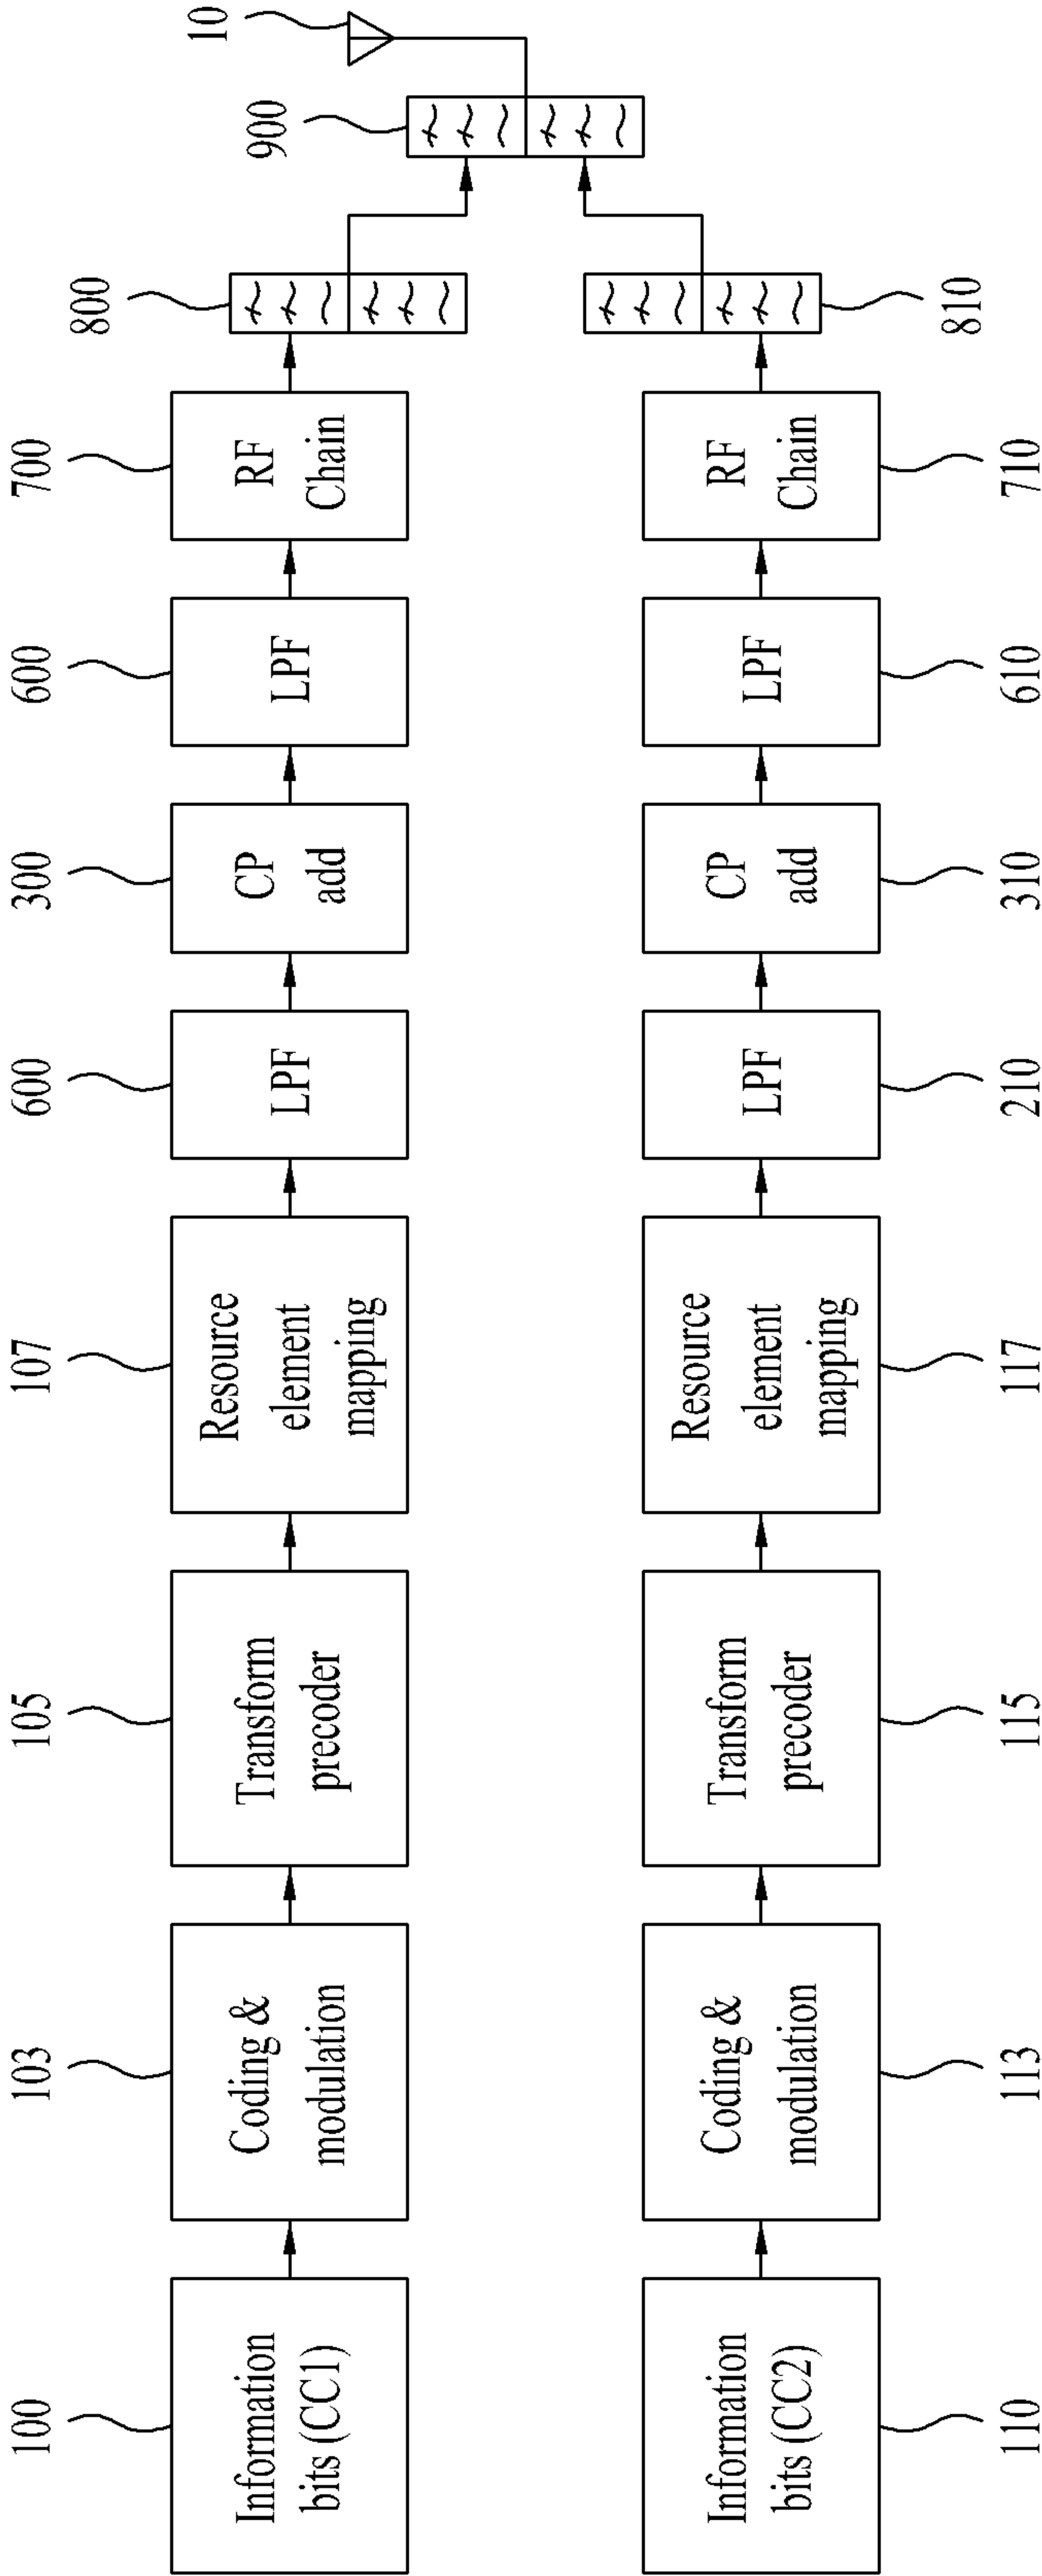 100
103
105
107
600
300
600
700
800
900
10
Information
bits (CC1)
Coding &
modulation
Transform
precoder
Resource
element
mapping
LPF
CP
add
LPF
RF
Chain
Information
bits (CC2)
Coding &
modulation
Transform
precoder
Resource
element
mapping
LPF
CP
add
LPF
RF
Chain
110
113
115
117
210
310
610
710
810